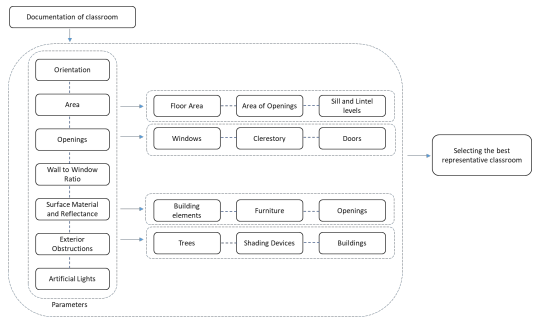 Documentation of classroom
Orientation
Area
Floor Area
Area of Openings
Sill and Lintel
levels
Openings
Windows
Clerestory
Doors
Selecting the best
representative classroom
Wall to Window
Ratio
Surface Material
and Reflectance
Building
elements
Furniture
Openings
Exterior
Obstructions
Trees
Shading Devices
Buildings
Artificial Lights
Parameters